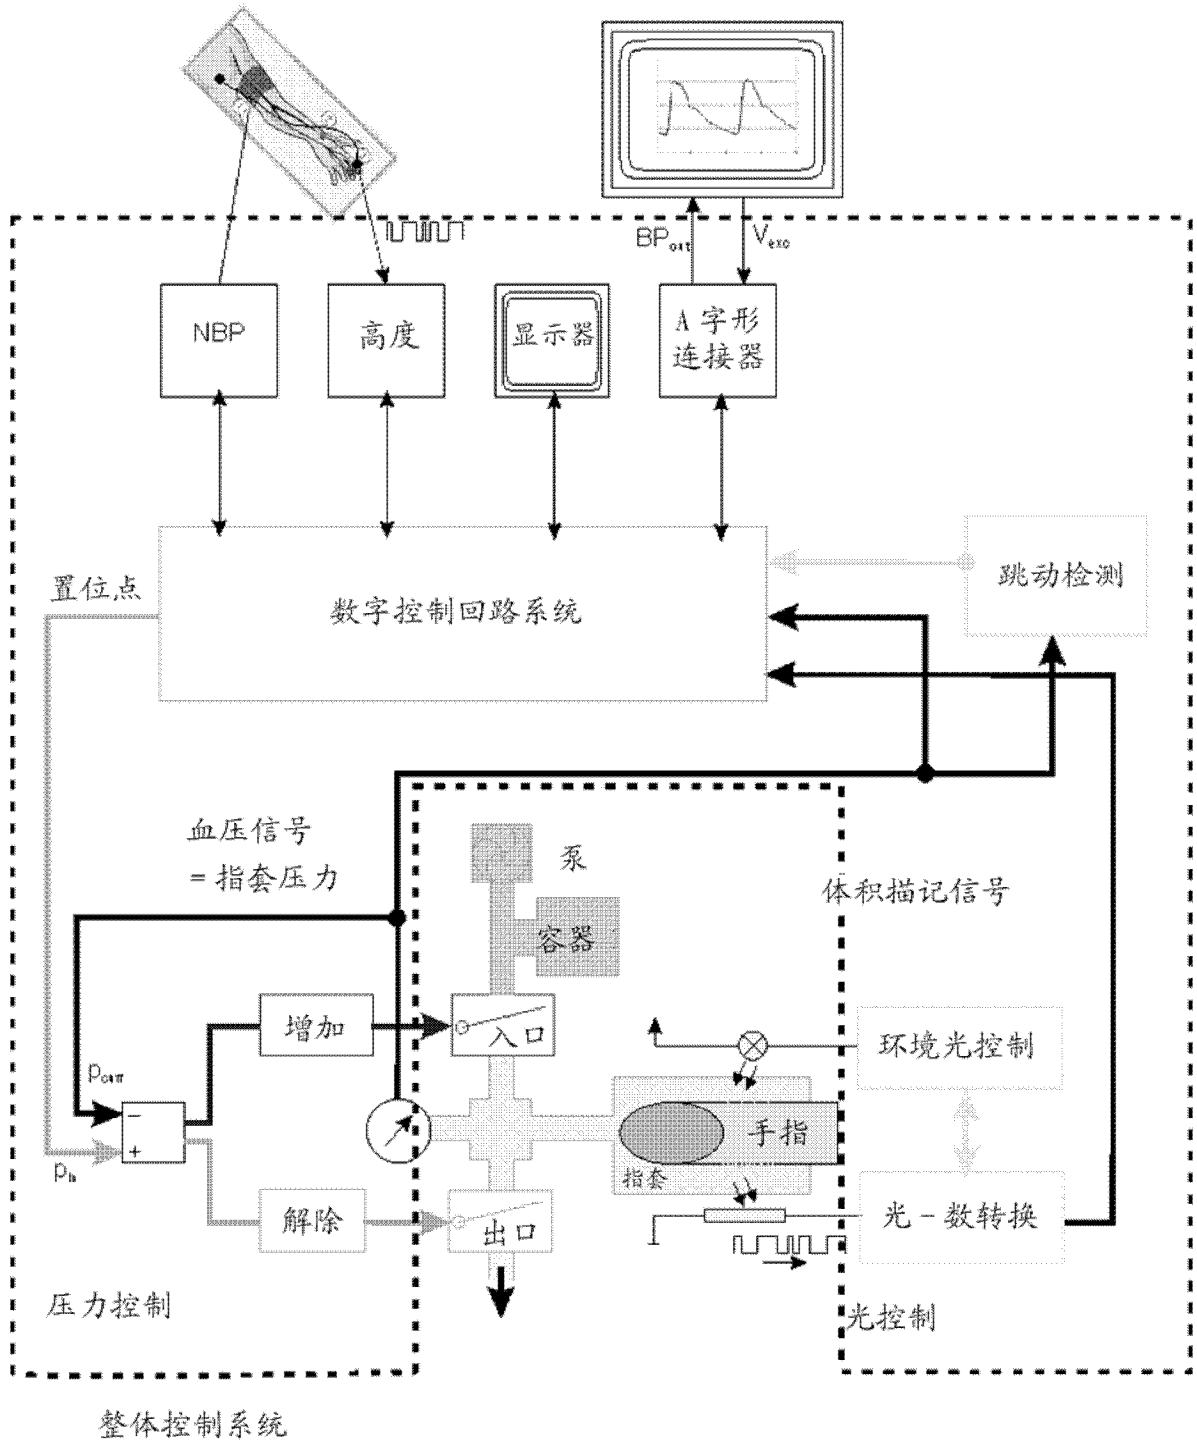 BPout
Vexc
NBP
高度
显示器
A字形
连接器
置位点
数字控制回路系统
跳动检测
血压信号
=指套压力
泵
容器
体积描记信号
增加
入口
环境光控制
手指
指套
解除
出口
光-数转换
压力控制
光控制
整体控制系统